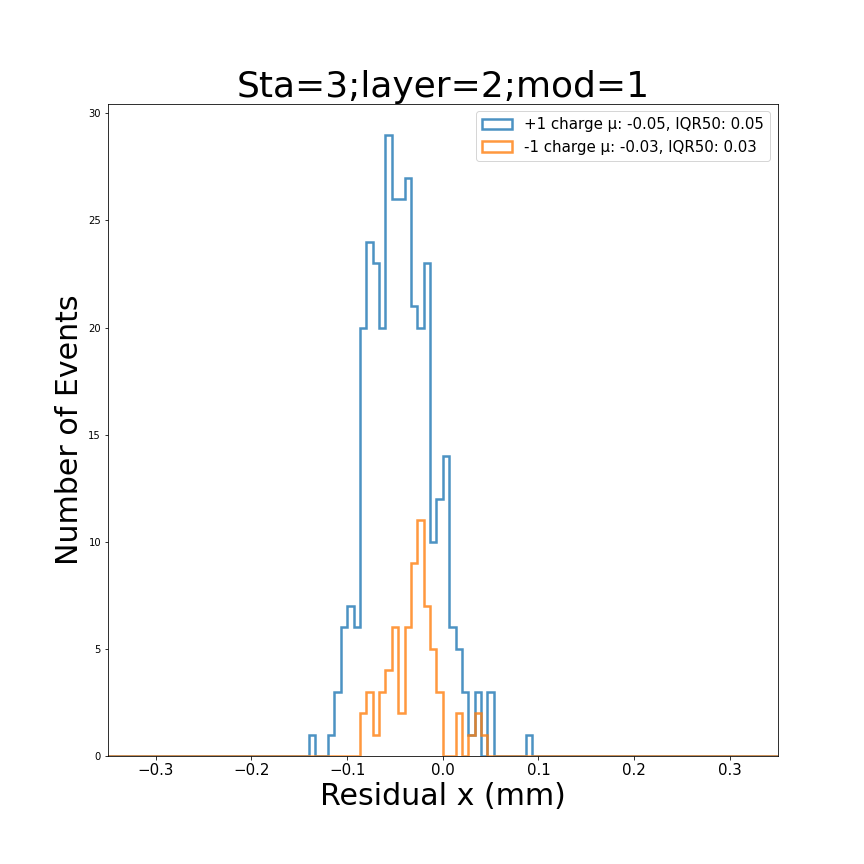 Sta=3;layer=2;mod=1
+1 charge μ: -0.05, IQR50: 0.05
-1 charge μ: -0.03, IQR50: 0.03
Number of Events
30
25
20
15
10
5
0
−0.3 −0.2 −0.1 0.0 0.1 0.2 0.3
Residual x (mm)